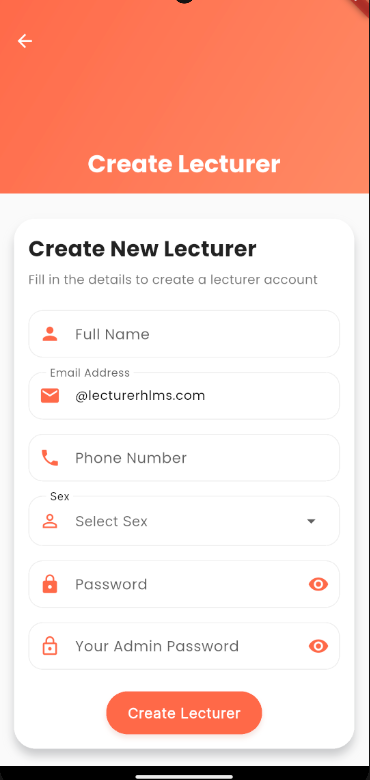 Create Lecturer
Create New Lecturer
Fill in the details to create a lecturer account
Full Name
Email Address
@lecturerhlms.com
Phone Number
Sex
Select Sex
Password
Your Admin Password
Create Lecturer